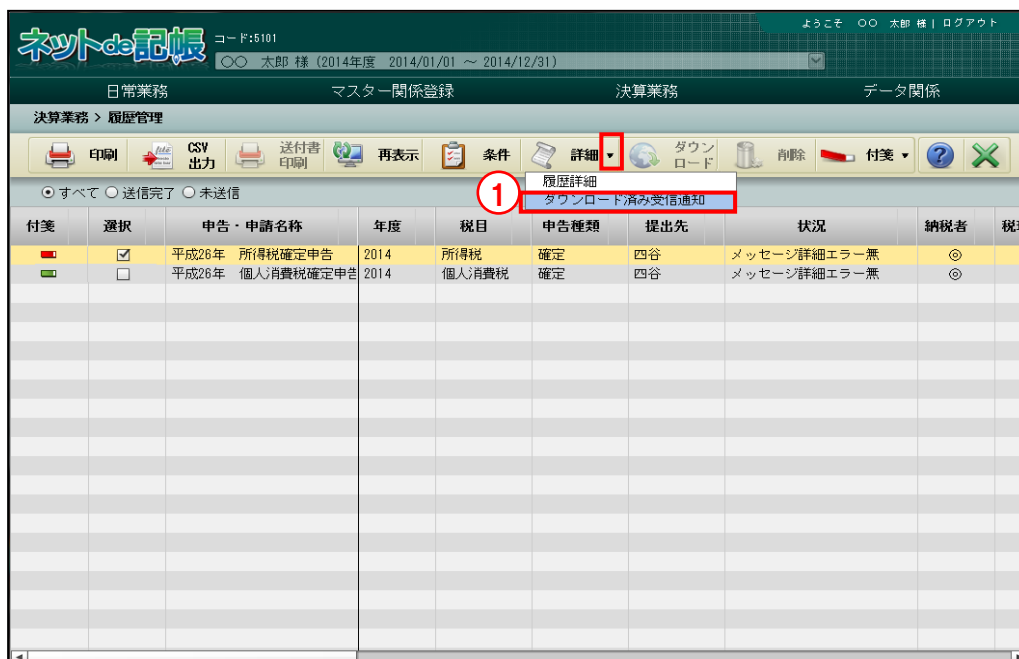 ようこそ 〇〇 太郎 様 | ログアウト
ネットde記帳
コード:5101
〇〇 太郎 様 (2014年度 2014/01/01 ～ 2014/12/31)
日常業務 マスター関係登録 決算業務 データ関係
決算業務 > 履歴管理
印刷 CSV出力 送付書印刷 再表示 条件 詳細 ダウンロード 削除 付箋
すべて 送信完了 未送信
1
履歴詳細
ダウンロード済み受信通知
付箋 選択 申告・申請名称 年度 税目 申告種類 提出先 状況 納税者
平成26年 所得税確定申告 2014 所得税 確定 四谷 メッセージ詳細エラー無 ◎
平成26年 個人消費税確定申告 2014 個人消費税 確定 四谷 メッセージ詳細エラー無 ◎